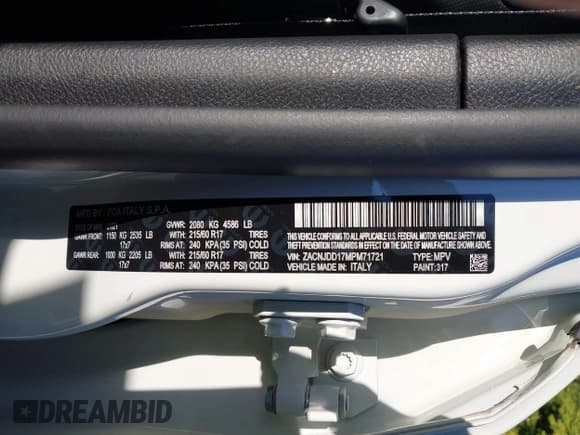 MFD BY FCA ITALY S.P.A.
GVWR: 2080 KG 4586 LB
GAWR FRONT: 1150 KG 2535 LB WITH: 215/60 R17 TIRES
17x7 RIMS AT: 240 KPA (35 PSI) COLD
GAWR REAR: 1000 KG 2205 LB WITH: 215/60 R17 TIRES
17x7 RIMS AT: 240 KPA (35 PSI) COLD
THIS VEHICLE CONFORMS TO ALL APPLICABLE U.S. FEDERAL MOTOR VEHICLE SAFETY,
BUMPER, AND THEFT PREVENTION STANDARDS IN EFFECT ON THE DATE OF MANUFACTURE SHOWN ABOVE.
VIN: ZACNJDD17MPM71721 TYPE: MPV
VEHICLE MADE IN: ITALY PAINT: 317
DREAMBID